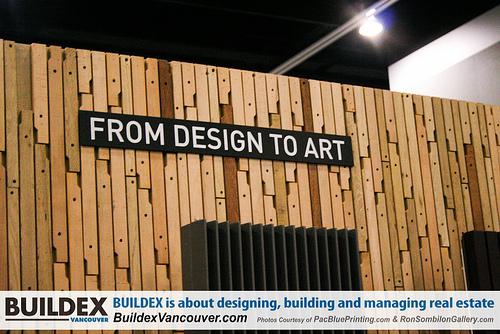 FROM DESIGN TO ART
BUILDEX
VANCOUVER
BUILDEX is about designing, building and managing real estate
BuildexVancouver.com
Photos Courtesy of PacBluePrinting.com & RonSombilonGallery.com